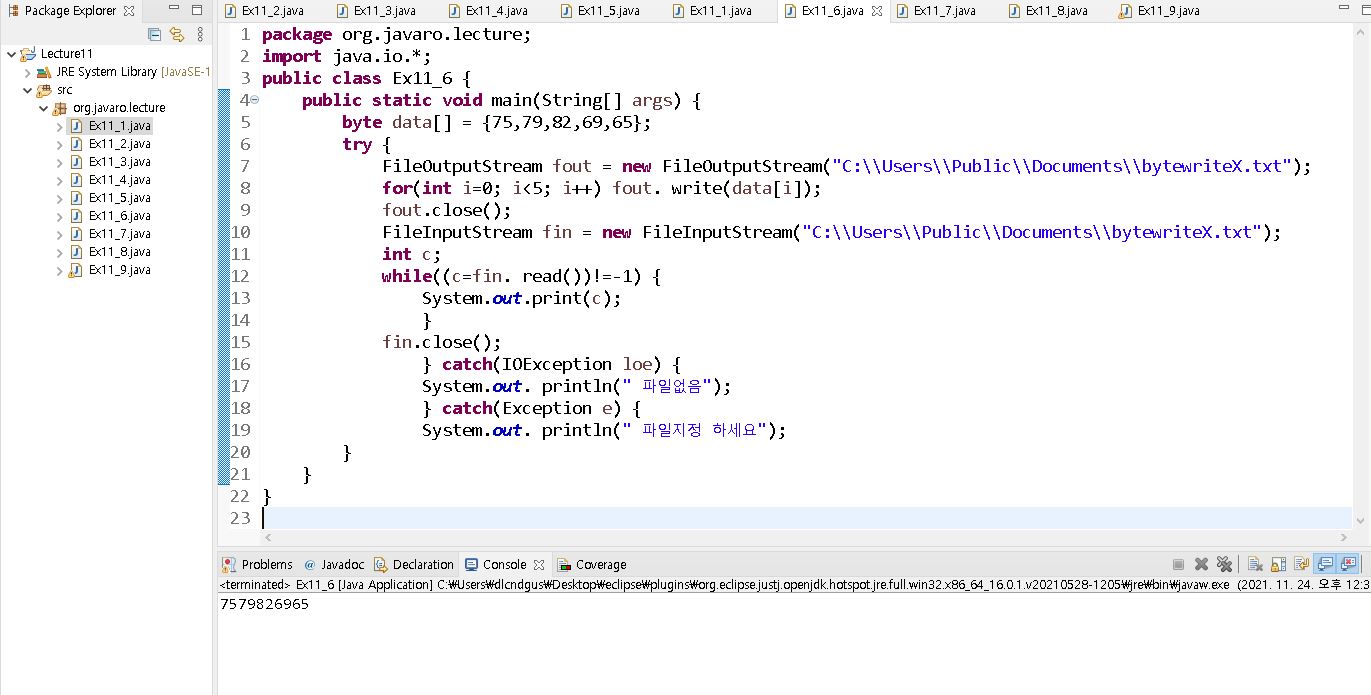 Package Explorer
Ex11_2.java Ex11_3.java Ex11_4.java Ex11_5.java Ex11_1.java Ex11_6.java Ex11_7.java Ex11_8.java Ex11_9.java
Lecture11
JRE System Library [JavaSE-1
src
org.javaro.lecture
Ex11_1.java
Ex11_2.java
Ex11_3.java
Ex11_4.java
Ex11_5.java
Ex11_6.java
Ex11_7.java
Ex11_8.java
Ex11_9.java
1 package org.javaro.lecture;
2 import java.io.*;
3 public class Ex11_6 {
4 public static void main(String[] args) {
5 byte data[] = {75,79,82,69,65};
6 try {
7 FileOutputStream fout = new FileOutputStream("C:\\Users\\Public\\Documents\\bytewriteX.txt");
8 for(int i=0; i<5; i++) fout. write(data[i]);
9 fout.close();
10 FileInputStream fin = new FileInputStream("C:\\Users\\Public\\Documents\\bytewriteX.txt");
11 int c;
12 while((c=fin. read())!=-1) {
13 System.out.print(c);
14 }
15 fin.close();
16 } catch(IOException loe) {
17 System.out. println(" 파일없음");
18 } catch(Exception e) {
19 System.out. println(" 파일지정 하세요");
20 }
21 }
22 }
23
Problems @ Javadoc Declaration Console Coverage
<terminated> Ex11_6 [Java Application] C:₩Users₩dlcndgus₩Desktop₩eclipse₩plugins₩org.eclipse.justj.openjdk.hotspot.jre.full.win32.x86_64_16.0.1.v20210528-1205₩jre₩bin₩javaw.exe (2021. 11. 24. 오후 12:3
7579826965